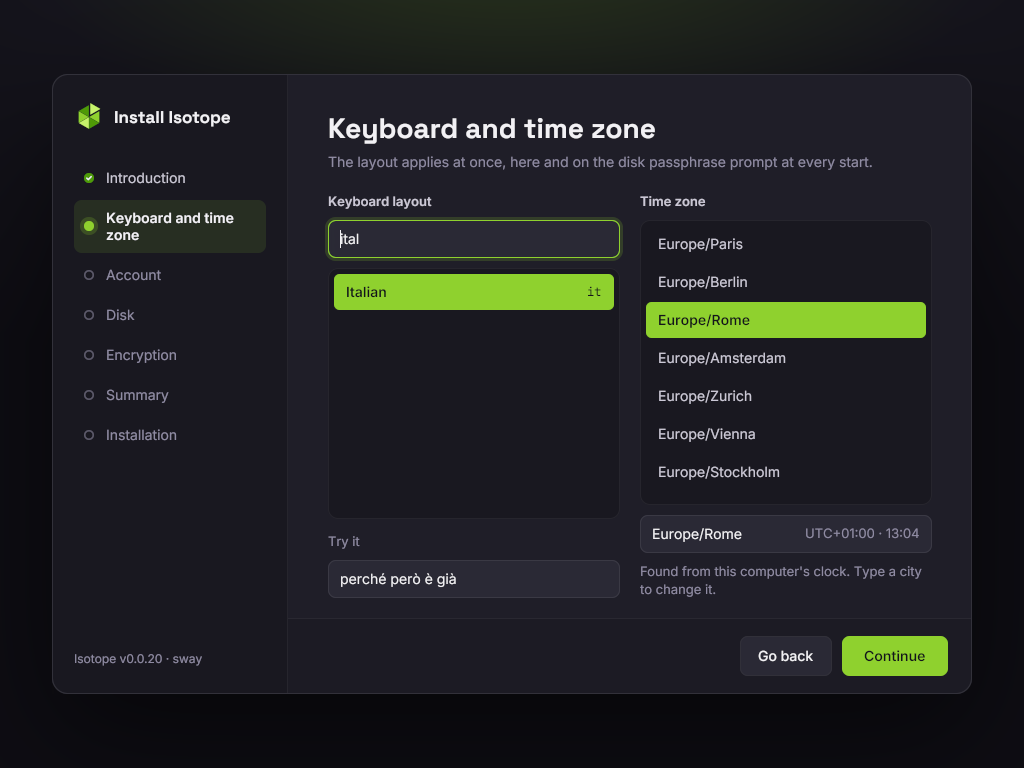 Install Isotope
Introduction
Keyboard and time
zone
Account
Disk
Encryption
Summary
Installation
Isotope v0.0.20 · sway
Keyboard and time zone
The layout applies at once, here and on the disk passphrase prompt at every start.
Keyboard layout
ital
Italian it
Try it
perché però è già
Time zone
Europe/Paris
Europe/Berlin
Europe/Rome
Europe/Amsterdam
Europe/Zurich
Europe/Vienna
Europe/Stockholm
Europe/Rome UTC+01:00 · 13:04
Found from this computer's clock. Type a city
to change it.
Go back
Continue